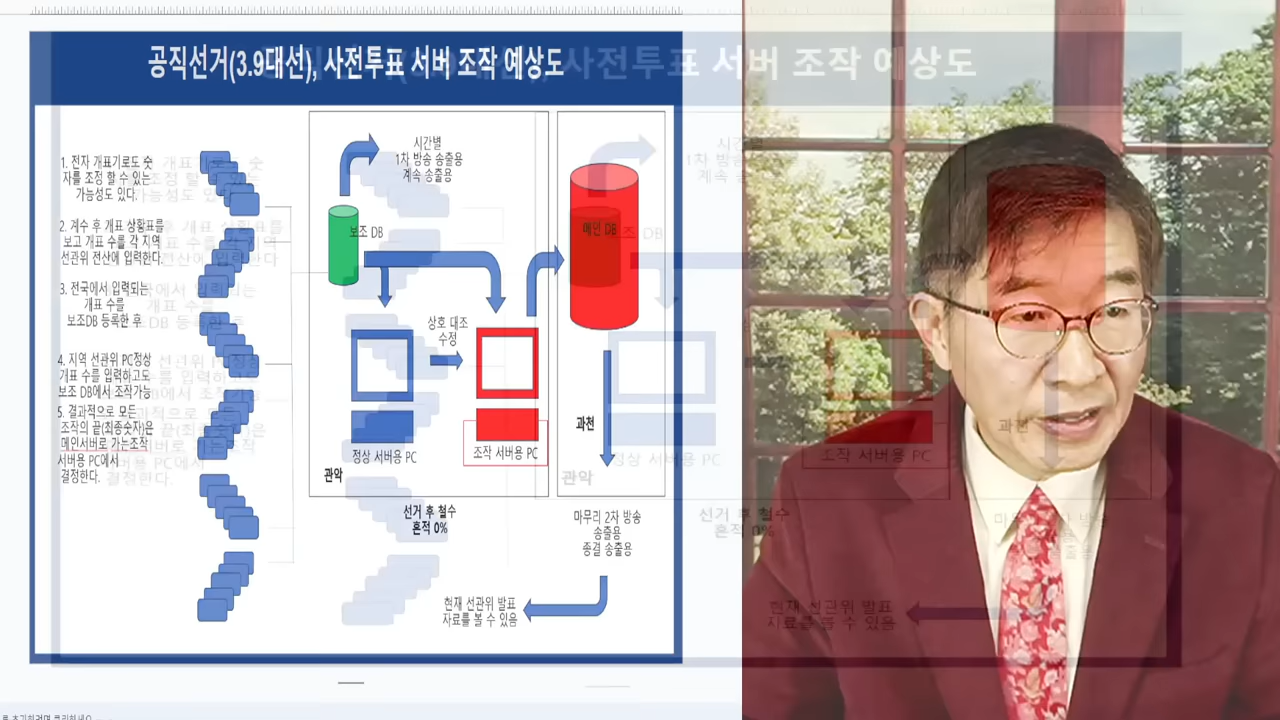 공직선거(3.9대선), 사전투표 서버 조작 예상도
1. 전자 개표기로도 숫
자를 조정 할 수 있는
가능성도 있다.
2. 계수 후 개표 상황표를
보고 개표 수를 각 지역
선관위 전산에 입력한다.
3. 전국에서 입력되는
개표 수를
보조DB 등록한 후
4. 지역 선관위 PC정상
개표 수를 입력하고도
보조 DB에서 조작가능
5. 결과적으로 모든
조작의 끝(최종숫자)은
메인서버로 가는조작
서버용 PC에서
결정한다.
시간별
1차 방송 송출용
계속 송출용
보조 DB
상호 대조
수정
정상 서버용 PC
조작 서버용 PC
관악
메인 DB
과천
선거 후 철수
흔적 0%
마무리 2차 방송
송출용
종결 송출용
현재 선관위 발표
자료를 볼 수 있음